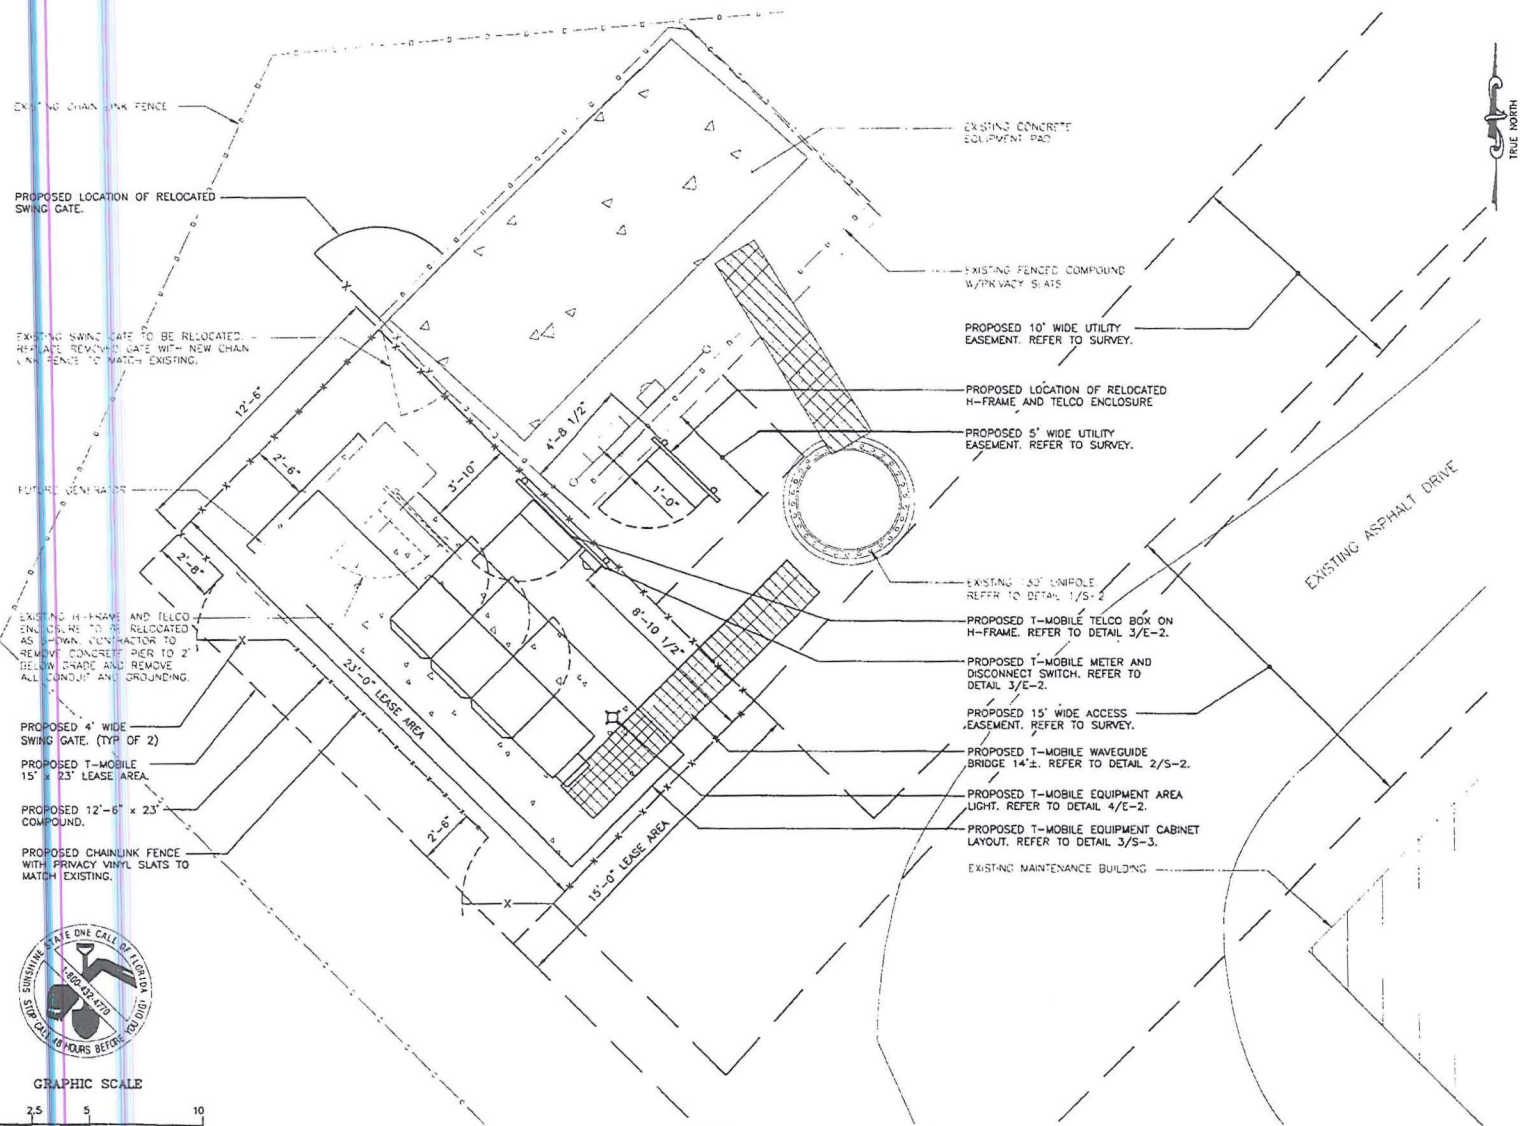 EXISTING CHAIN LINK FENCE
PROPOSED LOCATION OF RELOCATED
SWING GATE.
EXISTING SWING GATE TO BE RELOCATED.
REPLACE REMOVED GATE WITH NEW CHAIN
LINK FENCE TO MATCH EXISTING.
FUTURE GENERATOR
EXISTING H-FRAME AND TELCO
ENCLOSURE TO BE RELOCATED
AS SHOWN. CONTRACTOR TO
REMOVE CONCRETE PIER TO 2'
BELOW GRADE AND REMOVE
ALL CONDUIT AND GROUNDING.
PROPOSED 4' WIDE
SWING GATE. (TYP OF 2)
PROPOSED T-MOBILE
15' x 23' LEASE AREA.
PROPOSED 12'-6" x 23'
COMPOUND.
PROPOSED CHAINLINK FENCE
WITH PRIVACY VINYL SLATS TO
MATCH EXISTING.
SUNSHINE STATE ONE CALL OF FLORIDA
1-800-432-4770
STOP CALL 48 HOURS BEFORE YOU DIG!
GRAPHIC SCALE
2.5 5 10
12'-6"
2'-6"
2'-8"
3'-10"
4'-8 1/2"
1'-0"
8'-10 1/2"
23'-0" LEASE AREA
2'-6"
15'-0" LEASE AREA
EXISTING CONCRETE
EQUIPMENT PAD
EXISTING FENCED COMPOUND
W/PRIVACY SLATS
PROPOSED 10' WIDE UTILITY
EASEMENT. REFER TO SURVEY.
PROPOSED LOCATION OF RELOCATED
H-FRAME AND TELCO ENCLOSURE
PROPOSED 5' WIDE UTILITY
EASEMENT. REFER TO SURVEY.
EXISTING 130' UNIPOLE.
REFER TO DETAIL 1/S-2
PROPOSED T-MOBILE TELCO BOX ON
H-FRAME. REFER TO DETAIL 3/E-2.
PROPOSED T-MOBILE METER AND
DISCONNECT SWITCH. REFER TO
DETAIL 3/E-2.
PROPOSED 15' WIDE ACCESS
EASEMENT. REFER TO SURVEY.
PROPOSED T-MOBILE WAVEGUIDE
BRIDGE 14'±. REFER TO DETAIL 2/S-2.
PROPOSED T-MOBILE EQUIPMENT AREA
LIGHT. REFER TO DETAIL 4/E-2.
PROPOSED T-MOBILE EQUIPMENT CABINET
LAYOUT. REFER TO DETAIL 3/S-3.
EXISTING MAINTENANCE BUILDING
EXISTING ASPHALT DRIVE
TRUE NORTH